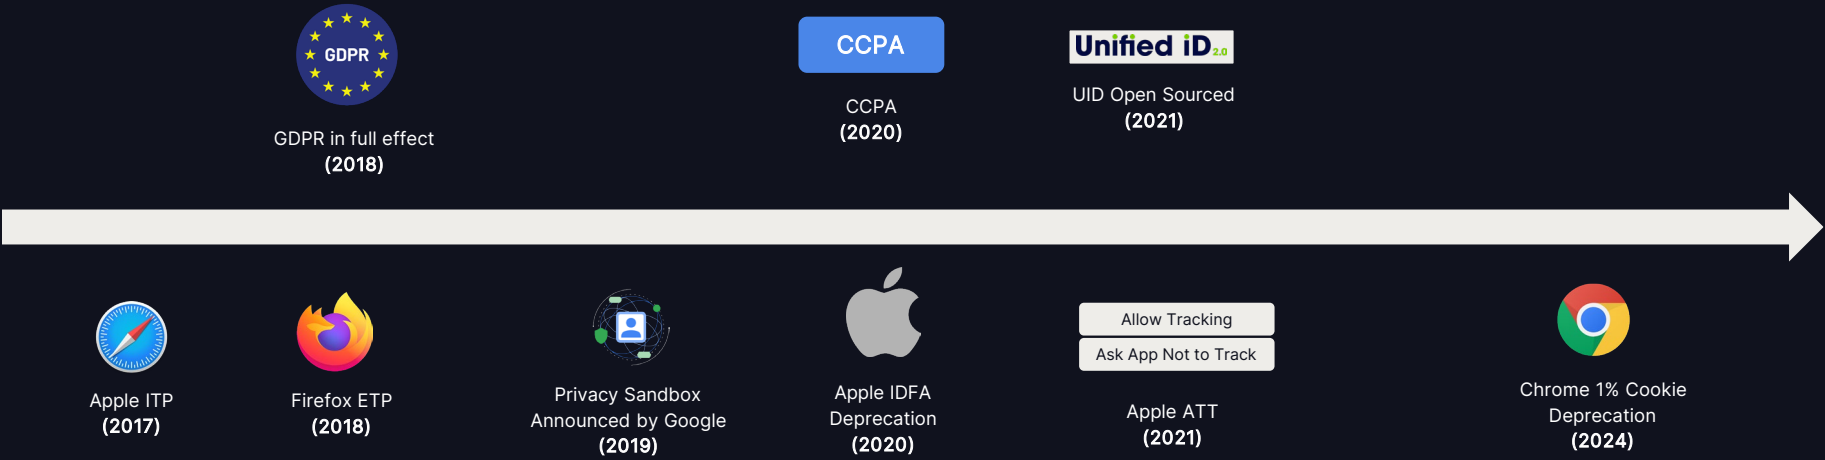 GDPR
GDPR in full effect
(2018)
CCPA
CCPA
(2020)
Unified iD 2.0
UID Open Sourced
(2021)
Apple ITP
(2017)
Firefox ETP
(2018)
Privacy Sandbox
Announced by Google
(2019)
Apple IDFA
Deprecation
(2020)
Allow Tracking
Ask App Not to Track
Apple ATT
(2021)
Chrome 1% Cookie
Deprecation
(2024)